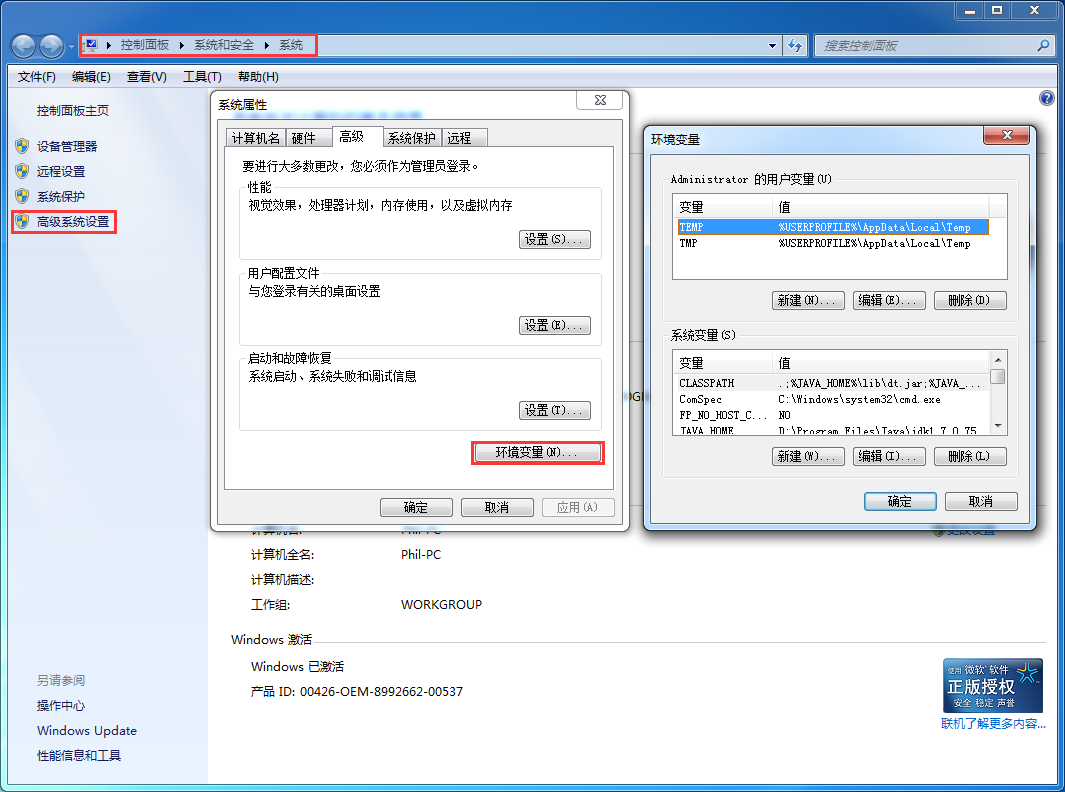 控制面板 系统和安全 系统
搜索控制面板
文件(F) 编辑(E) 查看(V) 工具(T) 帮助(H)
控制面板主页
设备管理器
远程设置
系统保护
高级系统设置
系统属性
计算机名 硬件 高级 系统保护 远程
要进行大多数更改，您必须作为管理员登录。
性能
视觉效果，处理器计划，内存使用，以及虚拟内存
设置(S)...
用户配置文件
与您登录有关的桌面设置
设置(E)...
启动和故障恢复
系统启动、系统失败和调试信息
设置(T)...
环境变量(N)...
确定 取消 应用(A)
环境变量
Administrator 的用户变量(U)
变量 值
TEMP %USERPROFILE%\AppData\Local\Temp
TMP %USERPROFILE%\AppData\Local\Temp
新建(N)... 编辑(E)... 删除(D)
系统变量(S)
变量 值
CLASSPATH .;%JAVA_HOME%\lib\dt.jar;%JAVA_...
ComSpec C:\Windows\system32\cmd.exe
FP_NO_HOST_C... NO
JAVA_HOME D:\Program Files\Java\jdk1.7.0_75
新建(W)... 编辑(I)... 删除(L)
确定 取消
计算机名: Phil-PC
更改设置
计算机全名: Phil-PC
计算机描述:
工作组: WORKGROUP
Windows 激活
Windows 已激活
产品 ID: 00426-OEM-8992662-00537
使用 微软 软件
正版授权
安全 稳定 声誉
联机了解更多内容...
另请参阅
操作中心
Windows Update
性能信息和工具